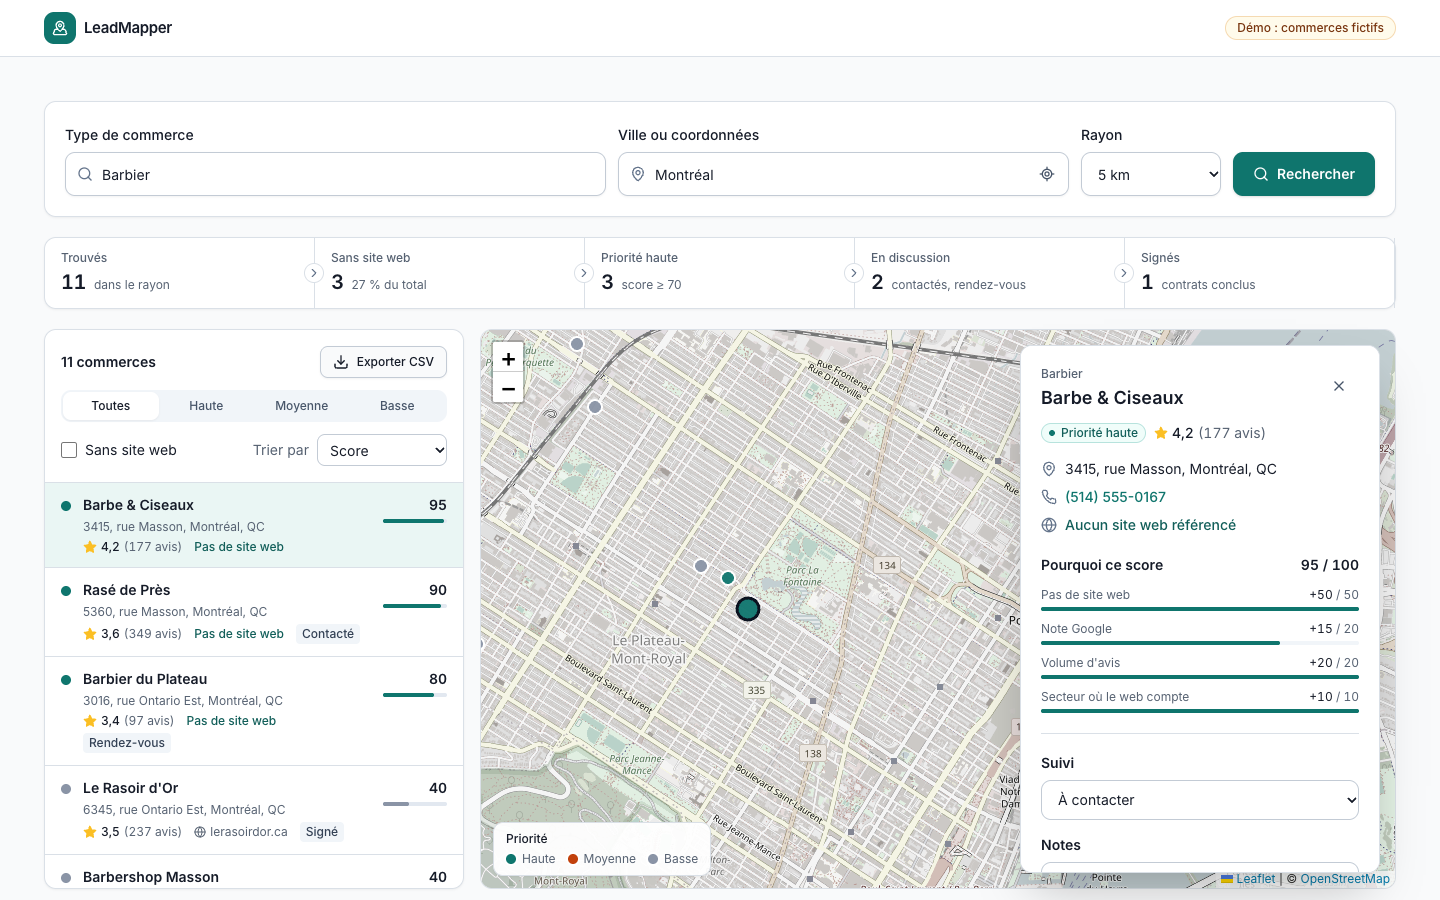 LeadMapper
Démo : commerces fictifs
Type de commerce
Barbier
Ville ou coordonnées
Montréal
Rayon
5 km
Rechercher
Trouvés
11 dans le rayon
Sans site web
3 27 % du total
Priorité haute
3 score ≥ 70
En discussion
2 contactés, rendez-vous
Signés
1 contrats conclus
11 commerces
Exporter CSV
Toutes
Haute
Moyenne
Basse
Sans site web
Trier par
Score
Barbe & Ciseaux
95
3415, rue Masson, Montréal, QC
4,2 (177 avis) Pas de site web
Rasé de Près
90
5360, rue Masson, Montréal, QC
3,6 (349 avis) Pas de site web Contacté
Barbier du Plateau
80
3016, rue Ontario Est, Montréal, QC
3,4 (97 avis) Pas de site web
Rendez-vous
Le Rasoir d'Or
40
6345, rue Ontario Est, Montréal, QC
3,5 (237 avis) lerasoirdor.ca Signé
Barbershop Masson
40
+
−
Rue Frontenac
Rue D'Iberville
Rue Frontenac
134
Parc La
Fontaine
Le Plateau-
Mont-Royal
Boulevard Saint-Laurent
335
138
Parc Jeanne-
Mance
Boulevard Saint-Laurent
Rue Jeanne-Mance
Mont-Royal
Pointe
Priorité
Haute
Moyenne
Basse
Barbier
Barbe & Ciseaux
Priorité haute
4,2 (177 avis)
3415, rue Masson, Montréal, QC
(514) 555-0167
Aucun site web référencé
Pourquoi ce score
95 / 100
Pas de site web
+50 / 50
Note Google
+15 / 20
Volume d'avis
+20 / 20
Secteur où le web compte
+10 / 10
Suivi
À contacter
Notes
Leaflet | © OpenStreetMap